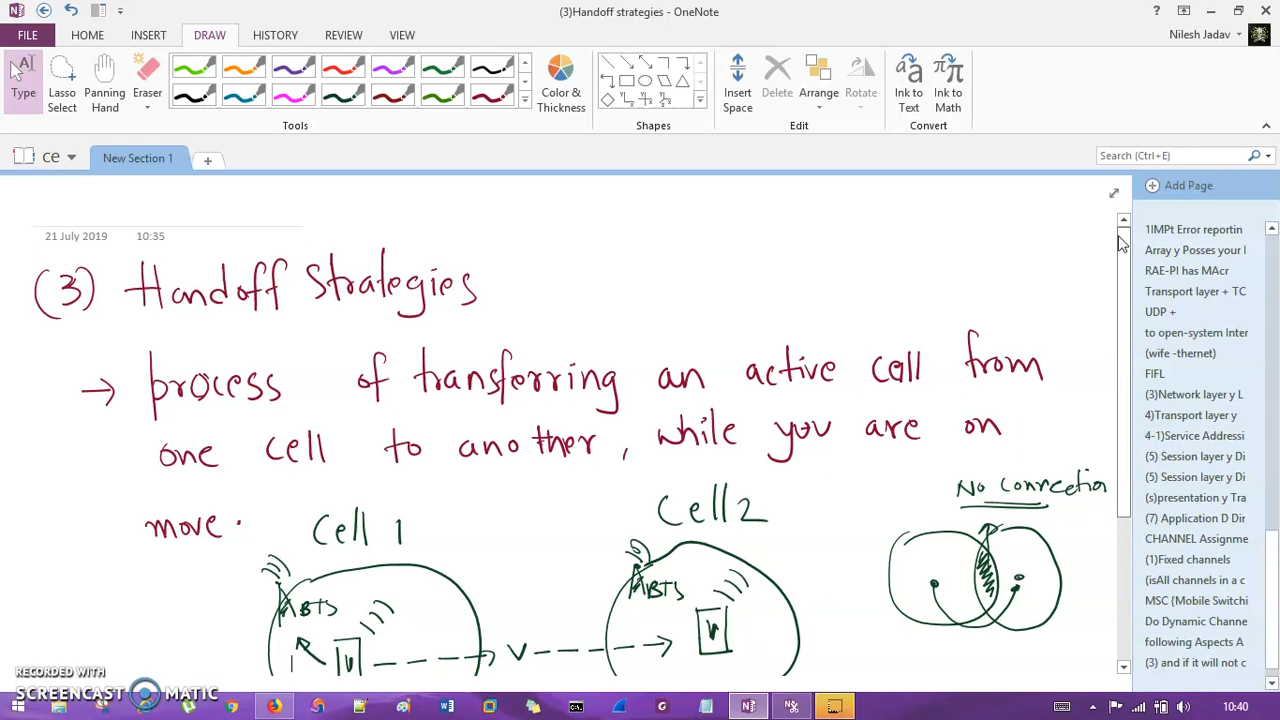 (3)Handoff strategies - OneNote
FILE HOME INSERT DRAW HISTORY REVIEW VIEW
Nilesh Jadav
Type
Lasso Select
Panning Hand
Eraser
Color & Thickness
Insert Space
Delete
Arrange
Rotate
Ink to Text
Ink to Math
Tools
Shapes
Edit
Convert
ce
New Section 1
Search (Ctrl+E)
Add Page
21 July 2019 10:35
(3) Handoff Strategies
→ process of transferring an active call from
one cell to another, while you are on
move.
Cell 1
Cell 2
No connection
BTS
BTS
V
V
V
1IMPt Error reportin
Array y Posses your l
RAE-PI has MAcr
Transport layer + TC
UDP +
to open-system Inter
(wife -thernet)
FIFL
(3)Network layer y L
4)Transport layer y
4-1)Service Addressi
(5) Session layer y Di
(5) Session layer y Di
(s)presentation y Tra
(7) Application D Dir
CHANNEL Assignme
(1)Fixed channels
(isAll channels in a c
MSC {Mobile Switchi
Do Dynamic Channe
following Aspects A
(3) and if it will not c
RECORDED WITH
SCREENCAST MATIC
10:40